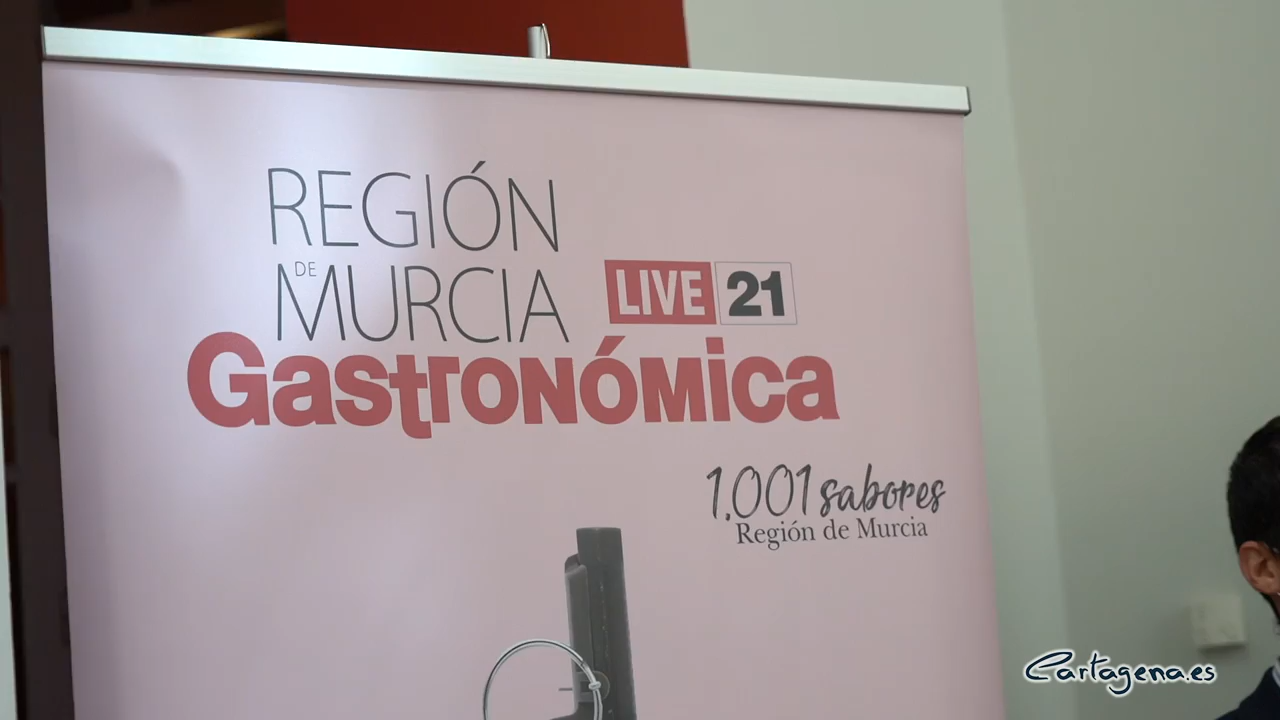 REGIÓN
DE MURCIA LIVE 21
Gastronómica
1.001 sabores
Región de Murcia
Cartagena.es